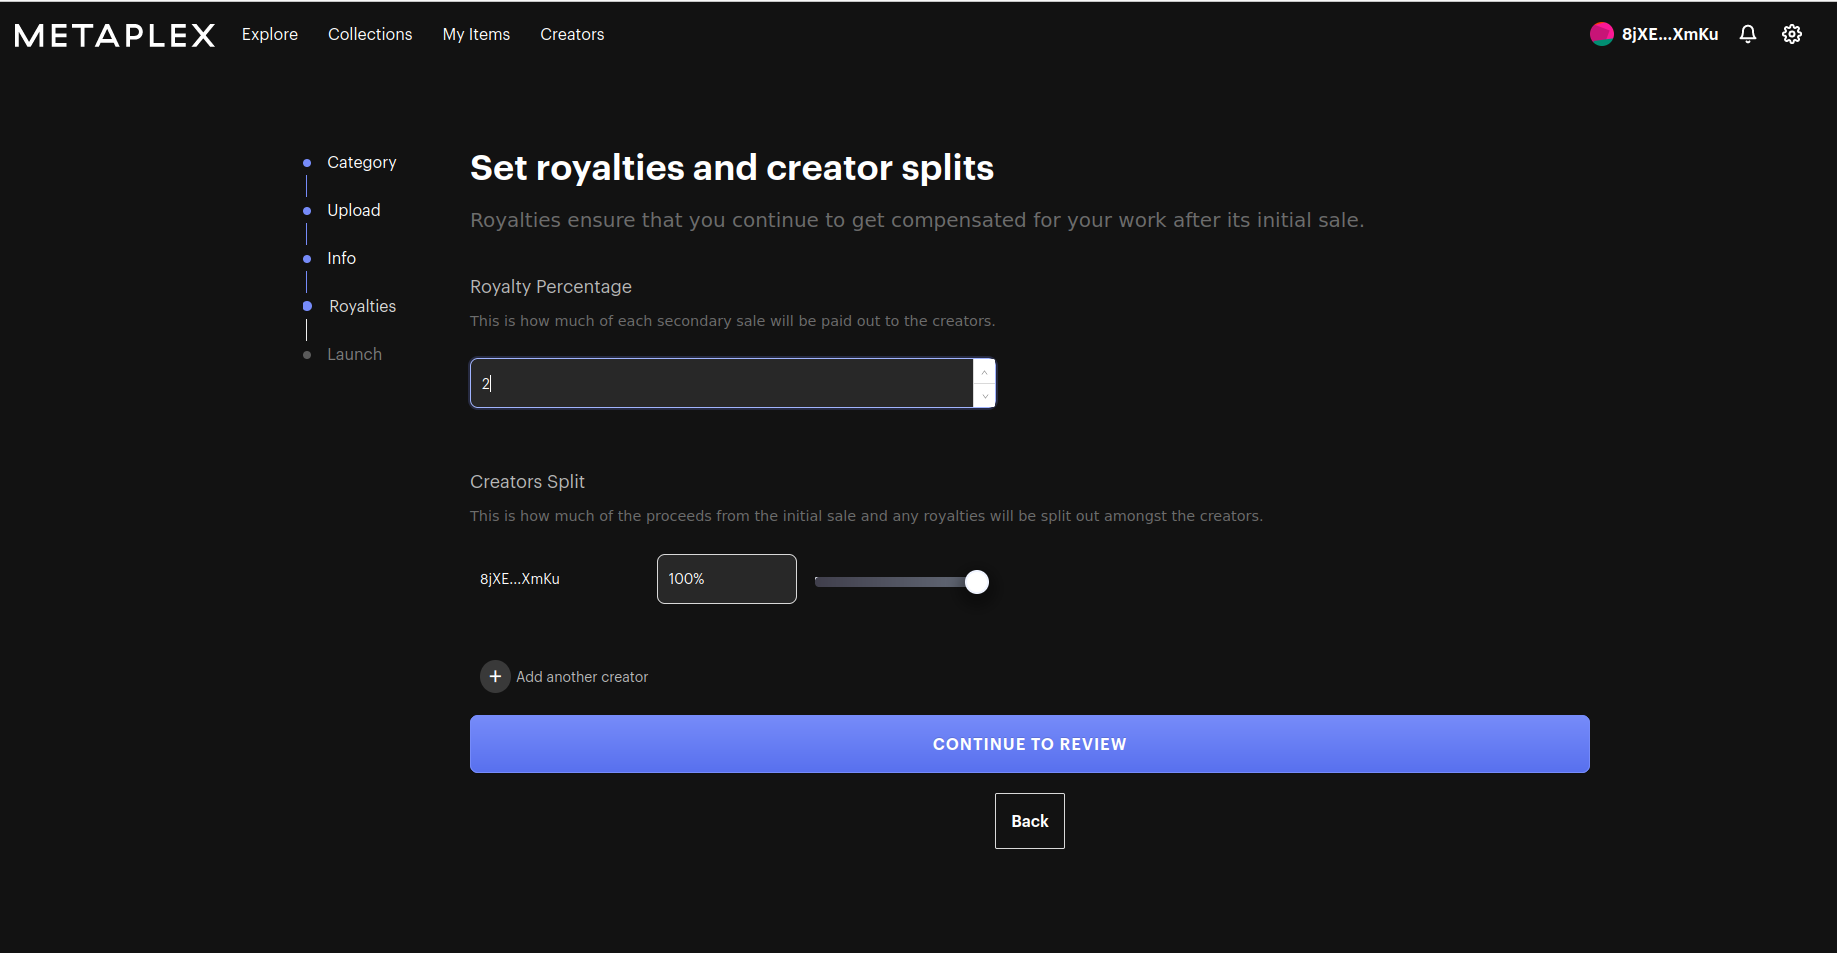 METAPLEX Explore Collections My Items Creators 8jXE...XmKu
Category
Upload
Info
Royalties
Launch
Set royalties and creator splits
Royalties ensure that you continue to get compensated for your work after its initial sale.
Royalty Percentage
This is how much of each secondary sale will be paid out to the creators.
2
Creators Split
This is how much of the proceeds from the initial sale and any royalties will be split out amongst the creators.
8jXE...XmKu 100%
+ Add another creator
CONTINUE TO REVIEW
Back